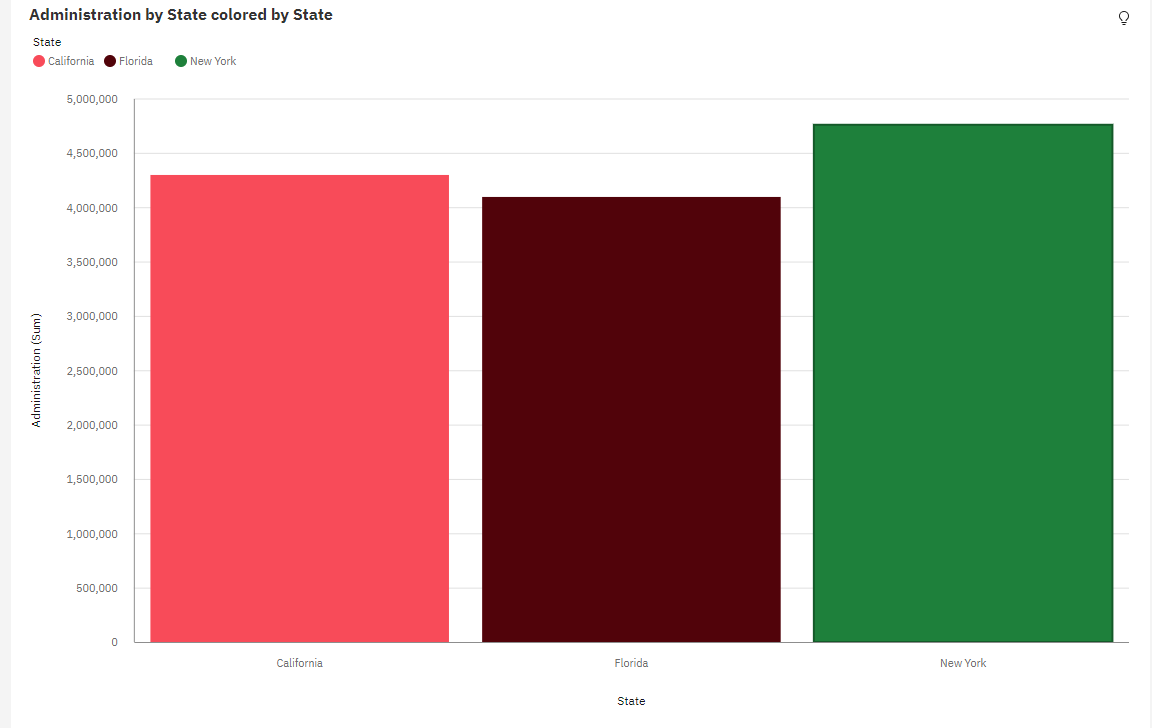 Administration by State colored by State
State
California Florida New York
5,000,000
4,500,000
4,000,000
3,500,000
3,000,000
2,500,000
2,000,000
1,500,000
1,000,000
500,000
0
Administration (Sum)
California Florida New York
State